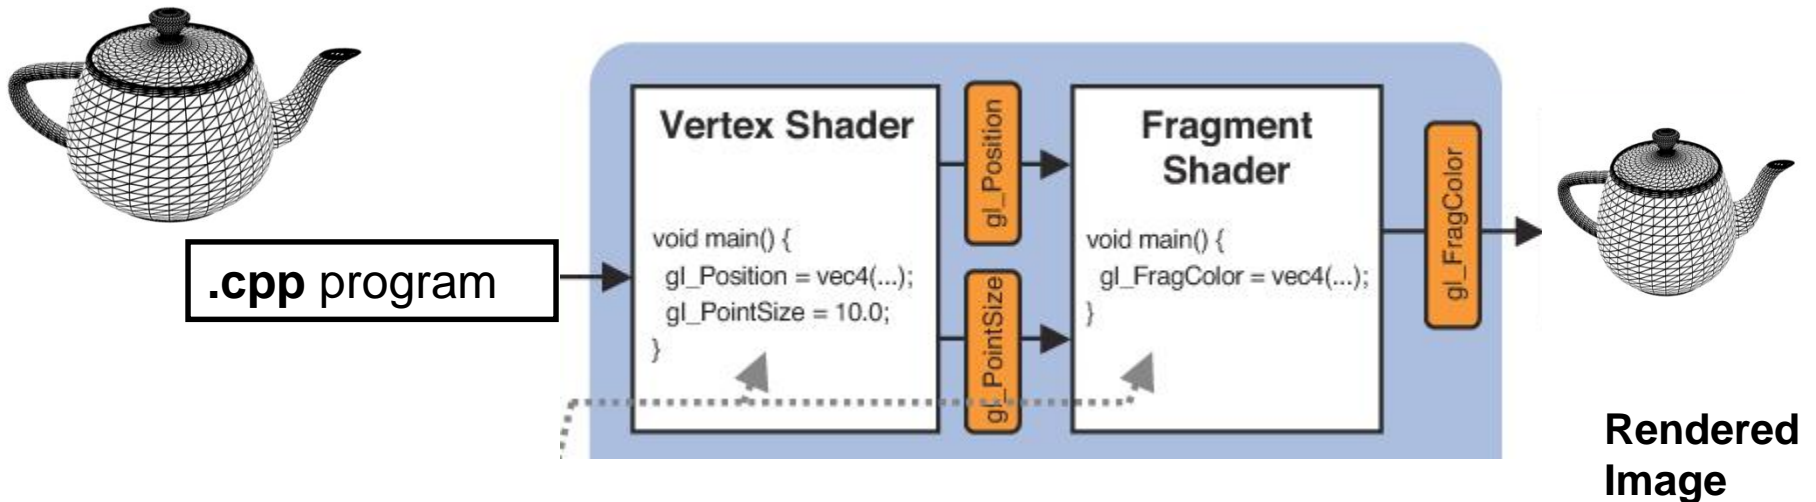 .cpp program
Vertex Shader
void main() {
gl_Position = vec4(...);
gl_PointSize = 10.0;
}
gl_Position
gl_PointSize
Fragment
Shader
void main() {
gl_FragColor = vec4(...);
}
gl_FragColor
Rendered
Image